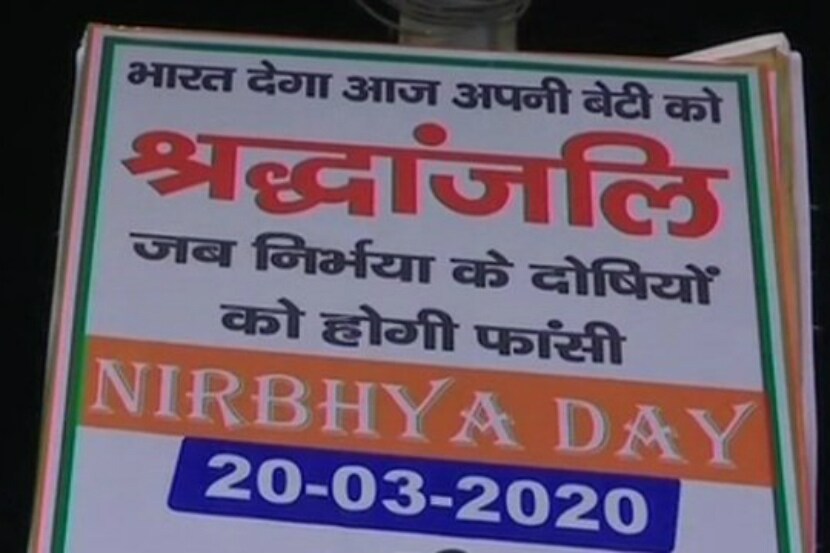 भारत देगा आज अपनी बेटी को
श्रद्धांजलि
जब निर्भया के दोषियों
को होगी फांसी
NIRBHYA DAY
20-03-2020